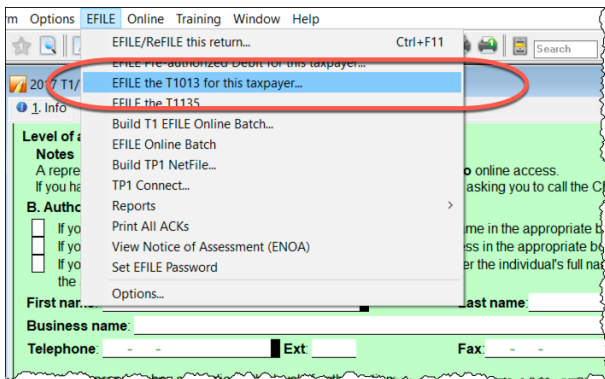 rm Options EFILE Online Training Window Help
EFILE/ReFILE this return... Ctrl+F11
Search
EFILE Pre-authorized Debit for this taxpayer...
2017 T1/
EFILE the T1013 for this taxpayer...
1. Info
EFILE the T1135
Build T1 EFILE Online Batch...
Level of a
EFILE Online Batch
Notes
A repre
o online access.
Build TP1 NetFile...
If you ha
asking you to call the C
TP1 Connect...
B. Autho
Reports
If yo
me in the appropriate b
Print All ACKs
If yo
ss in the appropriate bo
View Notice of Assessment (ENOA)
If yo
er the individual's full na
Set EFILE Password
the
Options...
First nam
Last name:
Business name:
Telephone: - - Ext: Fax: - -